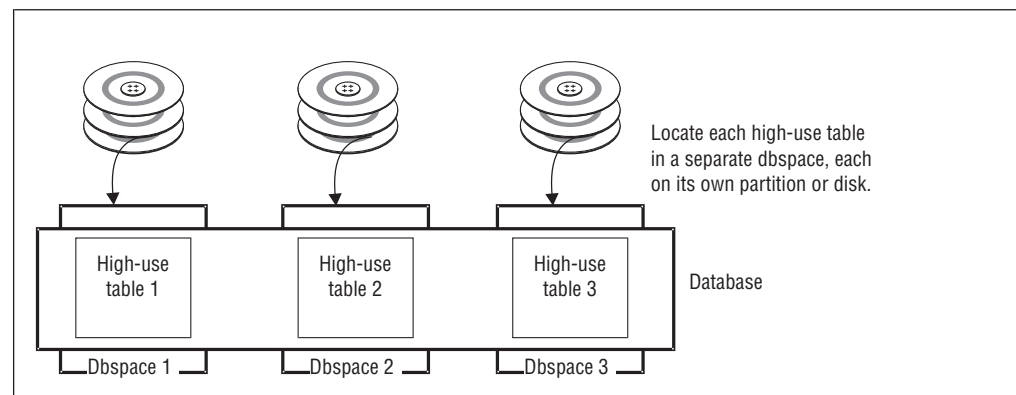 Locate each high-use table
in a separate dbspace, each
on its own partition or disk.
High-use
table 1
High-use
table 2
High-use
table 3
Database
Dbspace 1
Dbspace 2
Dbspace 3